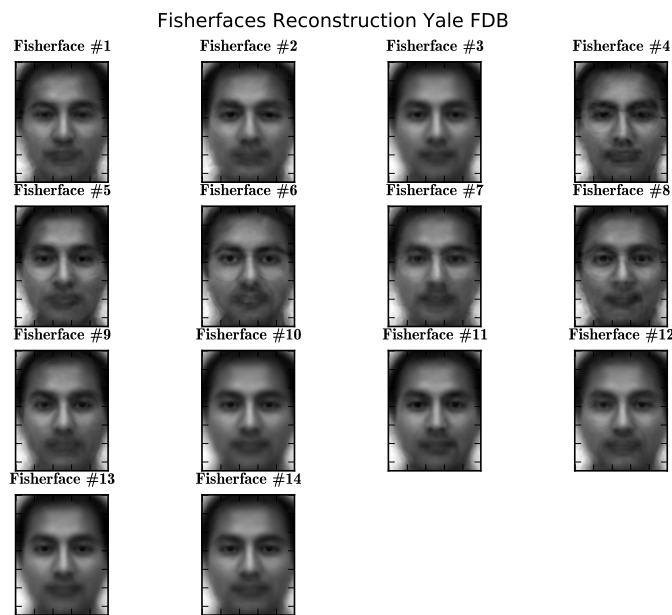 Fisherfaces Reconstruction Yale FDB
Fisherface #1
Fisherface #2
Fisherface #3
Fisherface #4
Fisherface #5
Fisherface #6
Fisherface #7
Fisherface #8
Fisherface #9
Fisherface #10
Fisherface #11
Fisherface #12
Fisherface #13
Fisherface #14